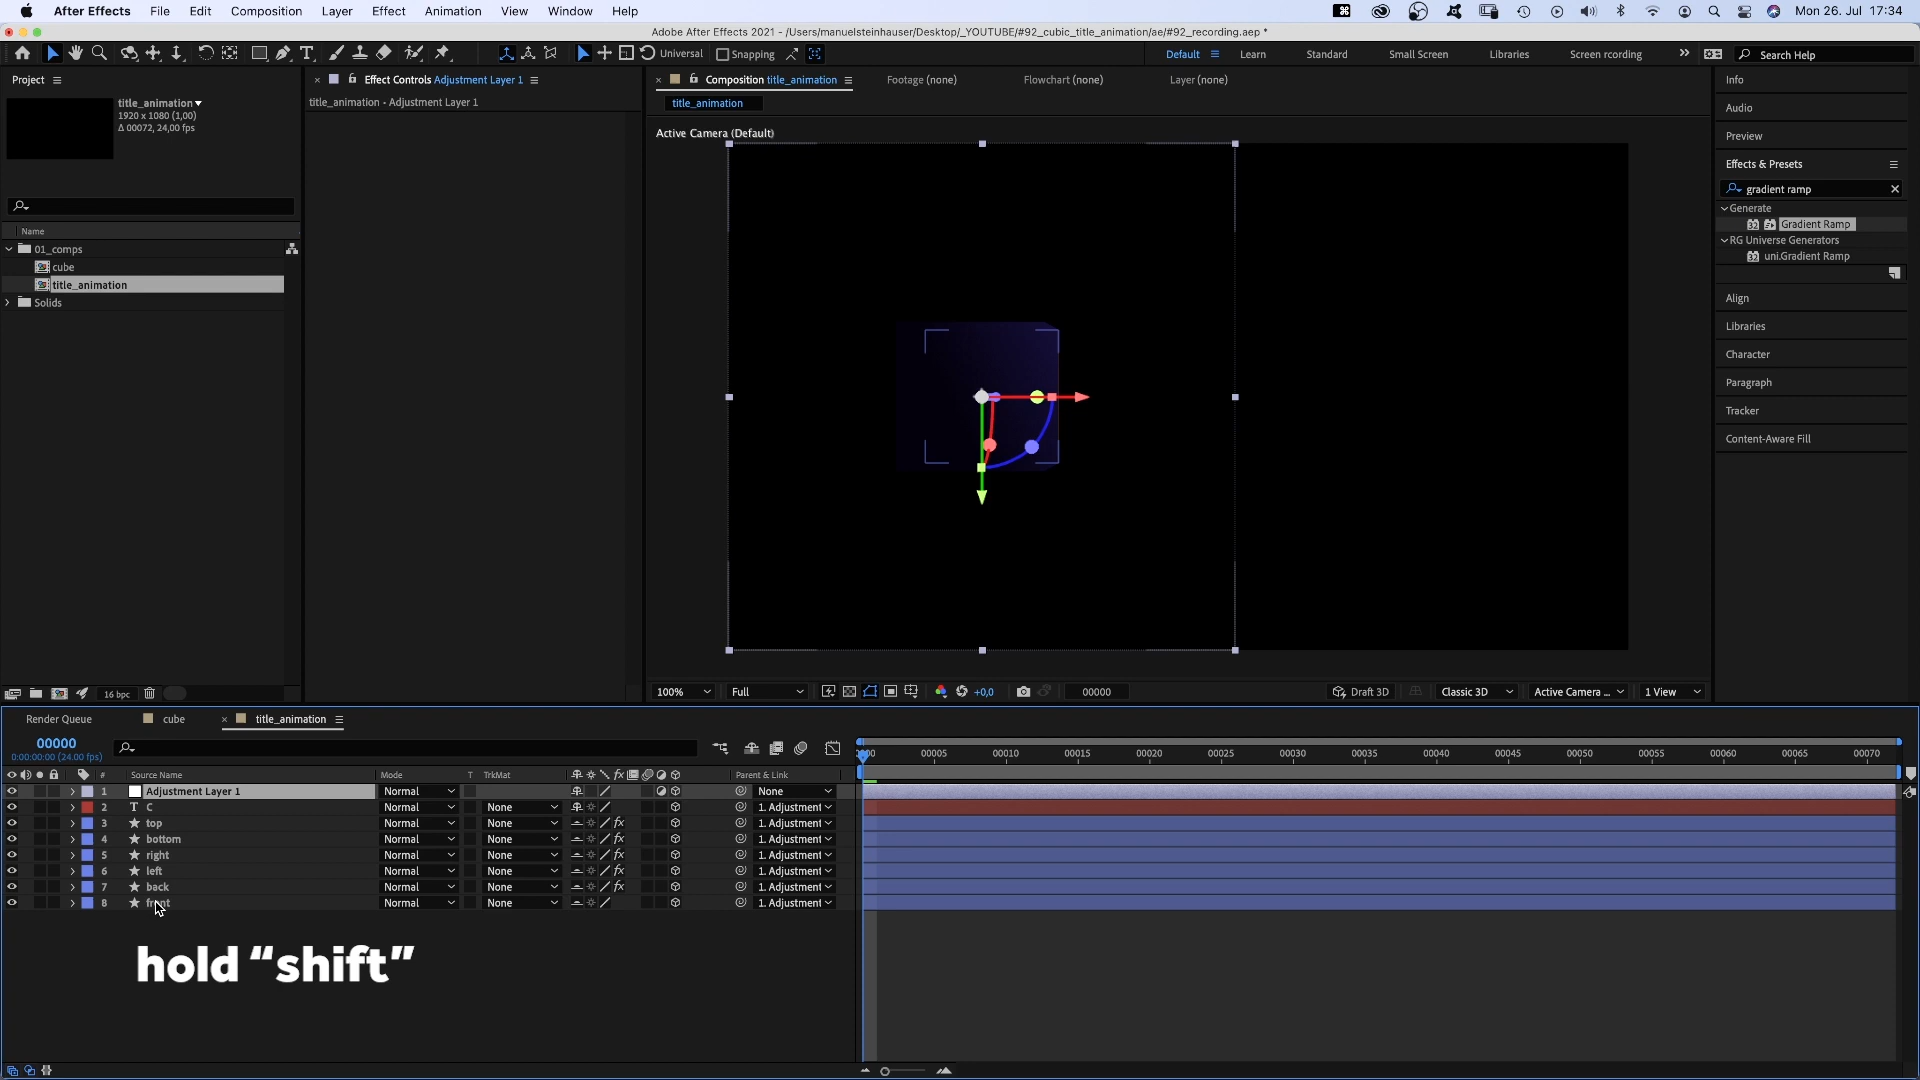 After Effects File Edit Composition Layer Effect Animation View Window Help Mon 26. Jul 17:34
Adobe After Effects 2021 - /Users/manuelsteinhauser/Desktop/_YOUTUBE/#92_cubic_title_animation/ae/#92_recording.aep *
Universal Snapping Default Learn Standard Small Screen Libraries Screen recording Search Help
Project Effect Controls Adjustment Layer 1 Composition title_animation Footage (none) Flowchart (none) Layer (none) Info
title_animation
1920 x 1080 (1,00)
Δ 00072, 24,00 fps
title_animation • Adjustment Layer 1
title_animation
Active Camera (Default)
Audio
Preview
Effects & Presets
gradient ramp
Generate
Gradient Ramp
RG Universe Generators
uni.Gradient Ramp
Align
Libraries
Character
Paragraph
Tracker
Content-Aware Fill
Name
01_comps
cube
title_animation
Solids
16 bpc
100% Full +0,0 00000 Draft 3D Classic 3D Active Camera ... 1 View
Render Queue cube title_animation
00000
0:00:00:00 (24.00 fps)
00005 00010 00015 00020 00025 00030 00035 00040 00045 00050 00055 00060 00065 00070
# Source Name Mode T TrkMat Parent & Link
1 Adjustment Layer 1 Normal None
2 T C Normal None 1. Adjustment
3 top Normal None 1. Adjustment
4 bottom Normal None 1. Adjustment
5 right Normal None 1. Adjustment
6 left Normal None 1. Adjustment
7 back Normal None 1. Adjustment
8 front Normal None 1. Adjustment
hold “shift”